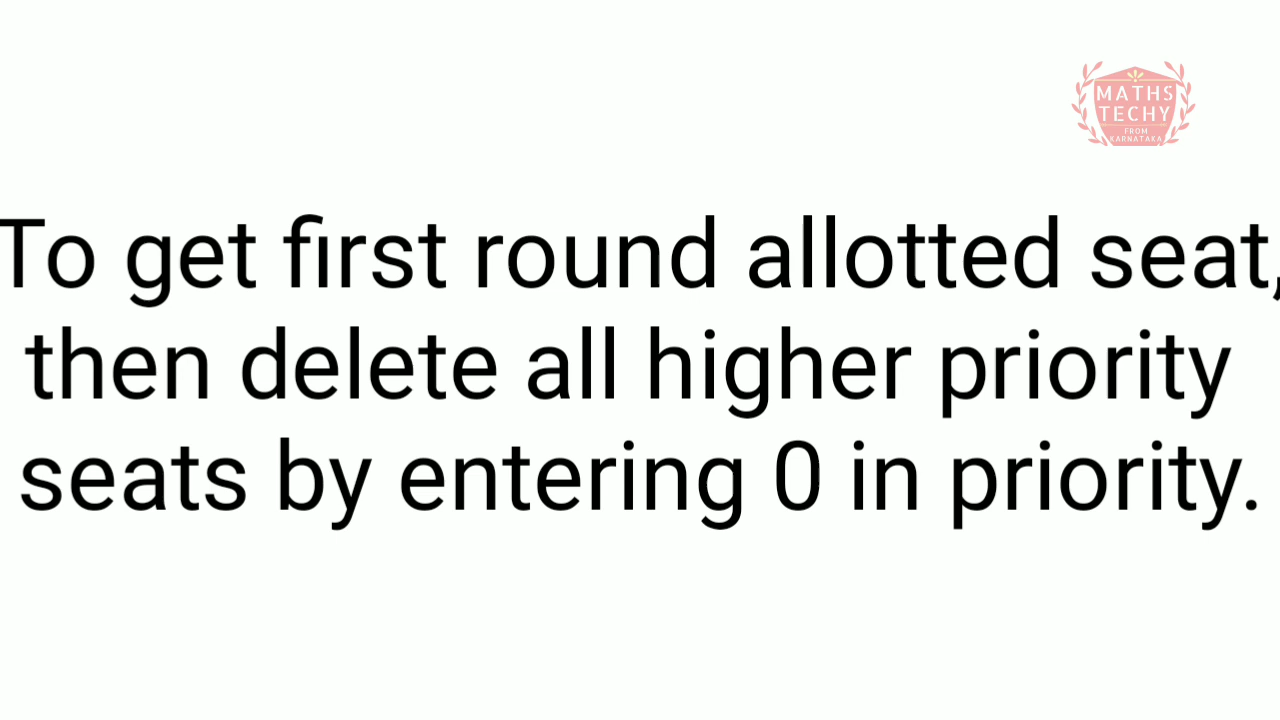 MATHS
TECHY
FROM
KARNATAKA
To get first round allotted seat,
then delete all higher priority
seats by entering 0 in priority.